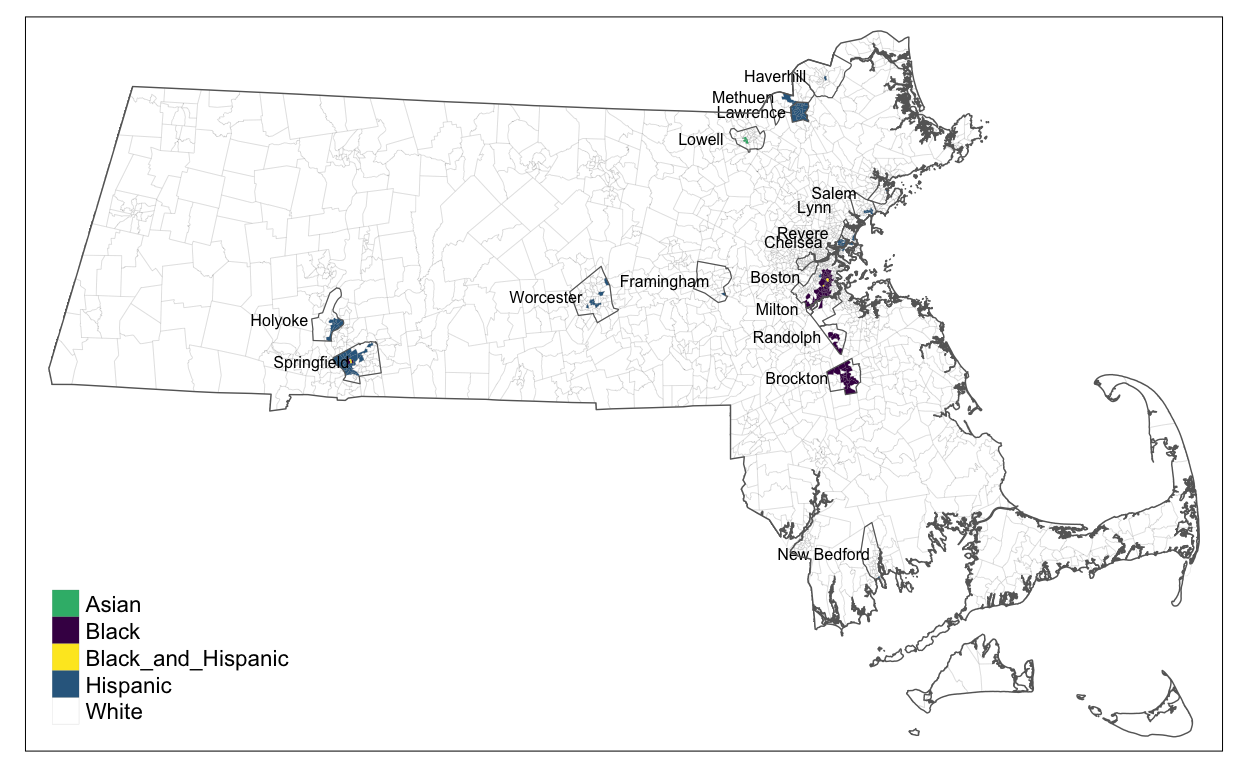 Haverhill
Methuen
Lawrence
Lowell
Salem
Lynn
Revere
Chelsea
Boston
Framingham
Worcester
Milton
Holyoke
Randolph
Springfield
Brockton
New Bedford
Asian
Black
Black_and_Hispanic
Hispanic
White